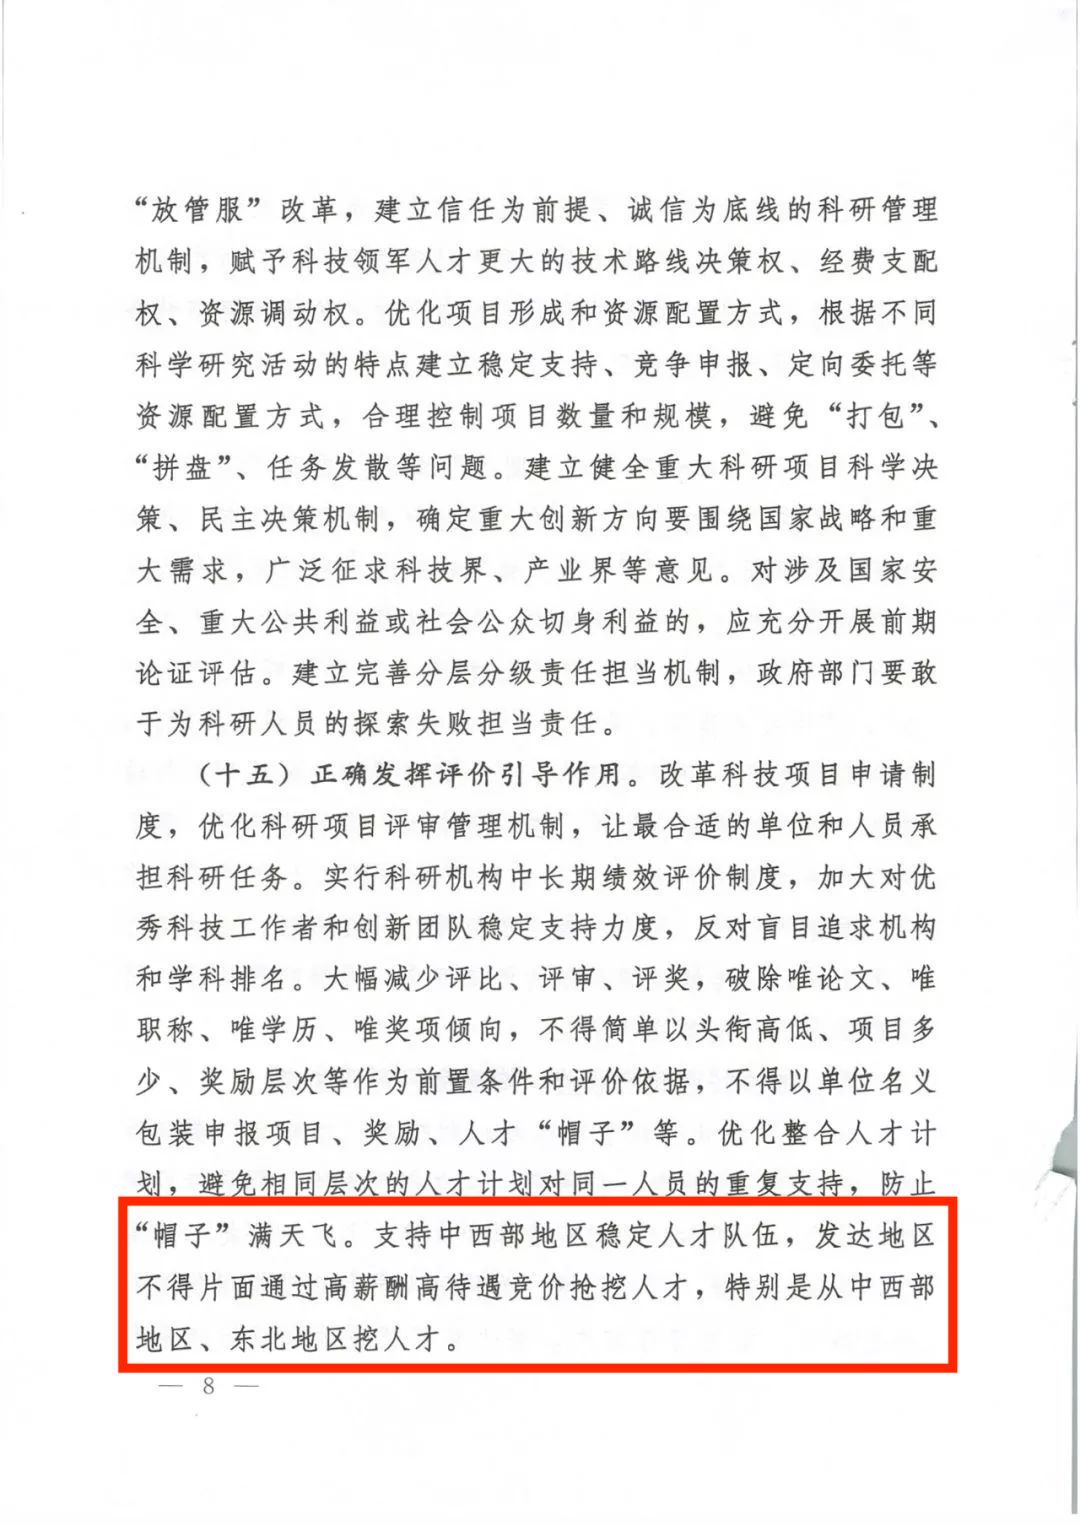 “放管服”改革，建立信任为前提、诚信为底线的科研管理
机制，赋予科技领军人才更大的技术路线决策权、经费支配
权、资源调动权。优化项目形成和资源配置方式，根据不同
科学研究活动的特点建立稳定支持、竞争申报、定向委托等
资源配置方式，合理控制项目数量和规模，避免“打包”、
“拼盘”、任务发散等问题。建立健全重大科研项目科学决
策、民主决策机制，确定重大创新方向要围绕国家战略和重
大需求，广泛征求科技界、产业界等意见。对涉及国家安
全、重大公共利益或社会公众切身利益的，应充分开展前期
论证评估。建立完善分层分级责任担当机制，政府部门要敢
于为科研人员的探索失败担当责任。
（十五）正确发挥评价引导作用。改革科技项目申请制
度，优化科研项目评审管理机制，让最合适的单位和人员承
担科研任务。实行科研机构中长期绩效评价制度，加大对优
秀科技工作者和创新团队稳定支持力度，反对盲目追求机构
和学科排名。大幅减少评比、评审、评奖，破除唯论文、唯
职称、唯学历、唯奖项倾向，不得简单以头衔高低、项目多
少、奖励层次等作为前置条件和评价依据，不得以单位名义
包装申报项目、奖励、人才“帽子”等。优化整合人才计
划，避免相同层次的人才计划对同一人员的重复支持，防止
“帽子”满天飞。支持中西部地区稳定人才队伍，发达地区
不得片面通过高薪酬高待遇竞价抢挖人才，特别是从中西部
地区、东北地区挖人才。
— 8 —